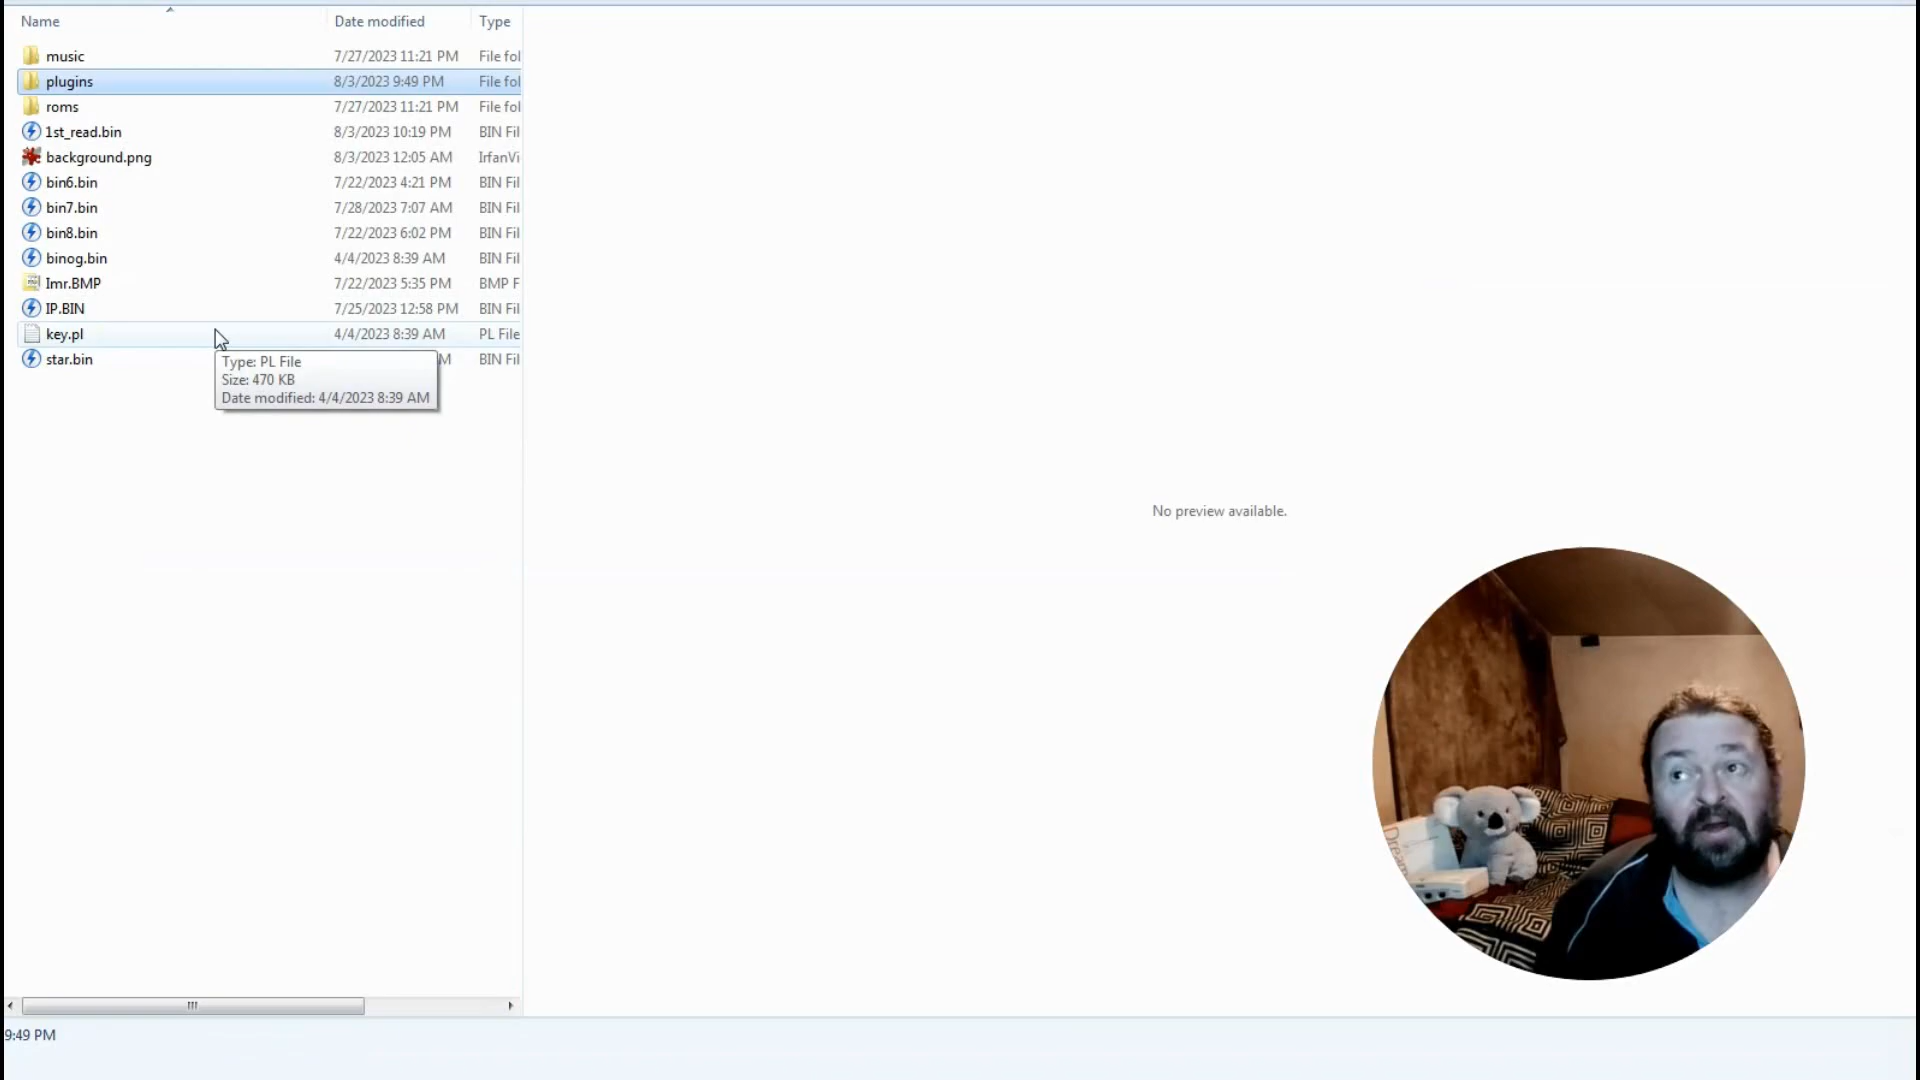 Name Date modified Type
music 7/27/2023 11:21 PM File fol
plugins 8/3/2023 9:49 PM File fol
roms 7/27/2023 11:21 PM File fol
1st_read.bin 8/3/2023 10:19 PM BIN Fil
background.png 8/3/2023 12:05 AM IrfanVi
bin6.bin 7/22/2023 4:21 PM BIN Fil
bin7.bin 7/28/2023 7:07 AM BIN Fil
bin8.bin 7/22/2023 6:02 PM BIN Fil
binog.bin 4/4/2023 8:39 AM BIN Fil
Imr.BMP 7/22/2023 5:35 PM BMP F
IP.BIN 7/25/2023 12:58 PM BIN Fil
key.pl 4/4/2023 8:39 AM PL File
star.bin M BIN Fil
Type: PL File
Size: 470 KB
Date modified: 4/4/2023 8:39 AM
No preview available.
Dream
9:49 PM